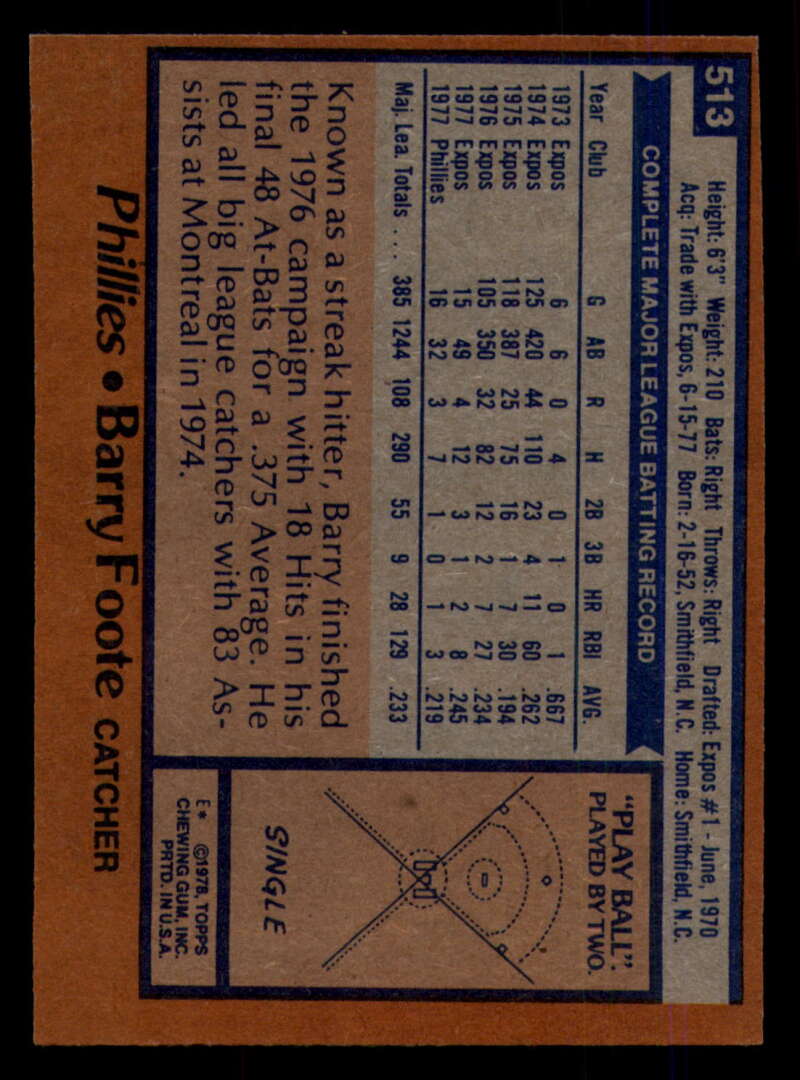 513
Height: 6'3" Weight: 210 Bats: Right Throws: Right Drafted: Expos #1 - June, 1970
Acq: Trade with Expos, 6-15-77 Born: 2-16-52, Smithfield, N.C. Home: Smithfield, N.C.
COMPLETE MAJOR LEAGUE BATTING RECORD
Year Club G AB R H 2B 3B HR RBI AVG.
1973 Expos 6 6 0 4 0 1 0 1 .667
1974 Expos 125 420 44 110 23 4 11 60 .262
1975 Expos 118 387 25 75 16 1 7 30 .194
1976 Expos 105 350 32 82 12 2 7 27 .234
1977 Expos 15 49 4 12 3 1 2 8 .245
1977 Phillies 16 32 3 7 1 0 1 3 .219
Maj. Lea. Totals ... 385 1244 108 290 55 9 28 129 .233
Known as a streak hitter, Barry finished
the 1976 campaign with 18 Hits in his
final 48 At-Bats for a .375 Average. He
led all big league catchers with 83 As-
sists at Montreal in 1974.
"PLAY BALL".
PLAYED BY TWO.
SINGLE
E* ©1978, TOPPS
CHEWING GUM, INC.
PRTD. IN U.S.A.
Phillies • Barry Foote CATCHER